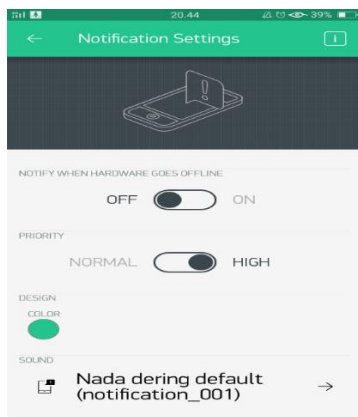 20.44
39%
Notification Settings
NOTIFY WHEN HARDWARE GOES OFFLINE
OFF
ON
PRIORITY
NORMAL
HIGH
DESIGN
COLOR
SOUND
Nada dering default
(notification_001)